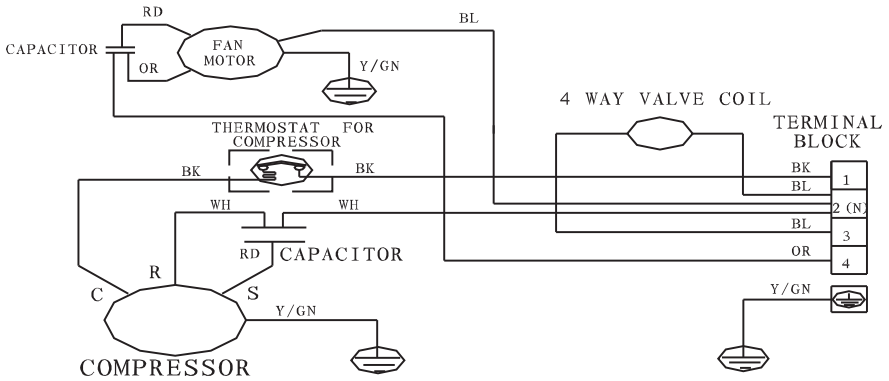 RD
BL
CAPACITOR
FAN
MOTOR
OR
Y/GN
4 WAY VALVE COIL
TERMINAL
BLOCK
THERMOSTAT FOR
COMPRESSOR
BK
BK
BK
1
BL
WH
WH
2 (N)
BL
3
RD
CAPACITOR
OR
4
R
C
S
Y/GN
Y/GN
COMPRESSOR